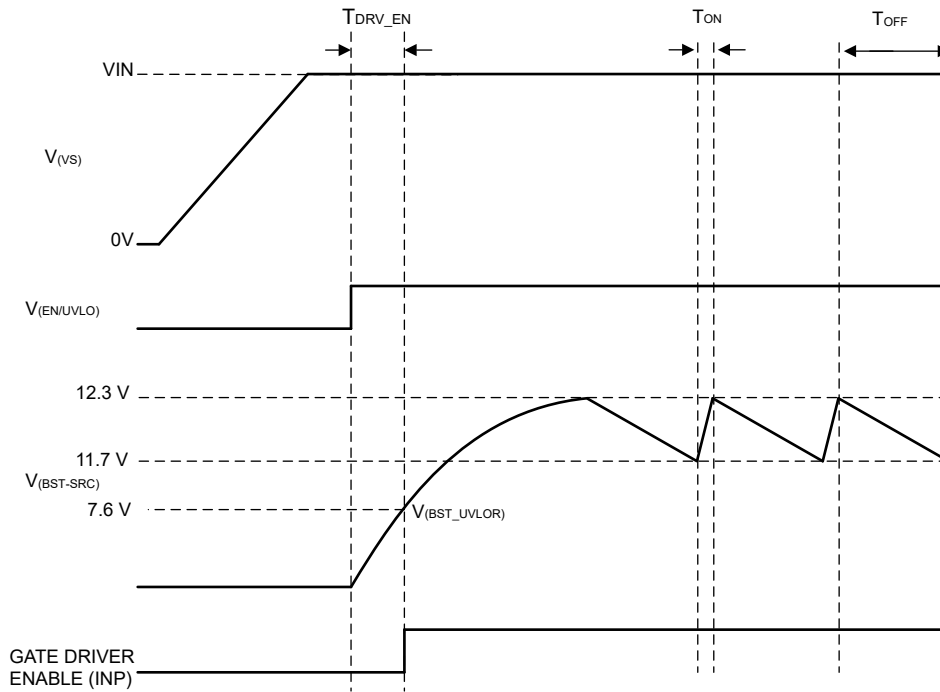 TDRV_EN
TON
TOFF
VIN
V(VS)
0V
V(EN/UVLO)
12.3 V
11.7 V
V(BST-SRC)
7.6 V
V(BST_UVLOR)
GATE DRIVER
ENABLE (INP)